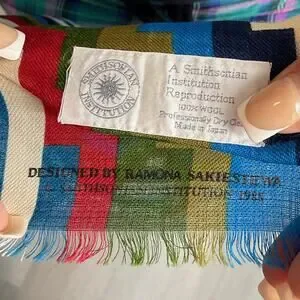 SMITHSONIAN
INSTITUTION
A Smithsonian
Institution
Reproduction
100% WOOL
Professionally Dry Clean
Made in Japan
DESIGNED BY RAMONA SAKIESTEWA
SMITHSONIAN INSTITUTION